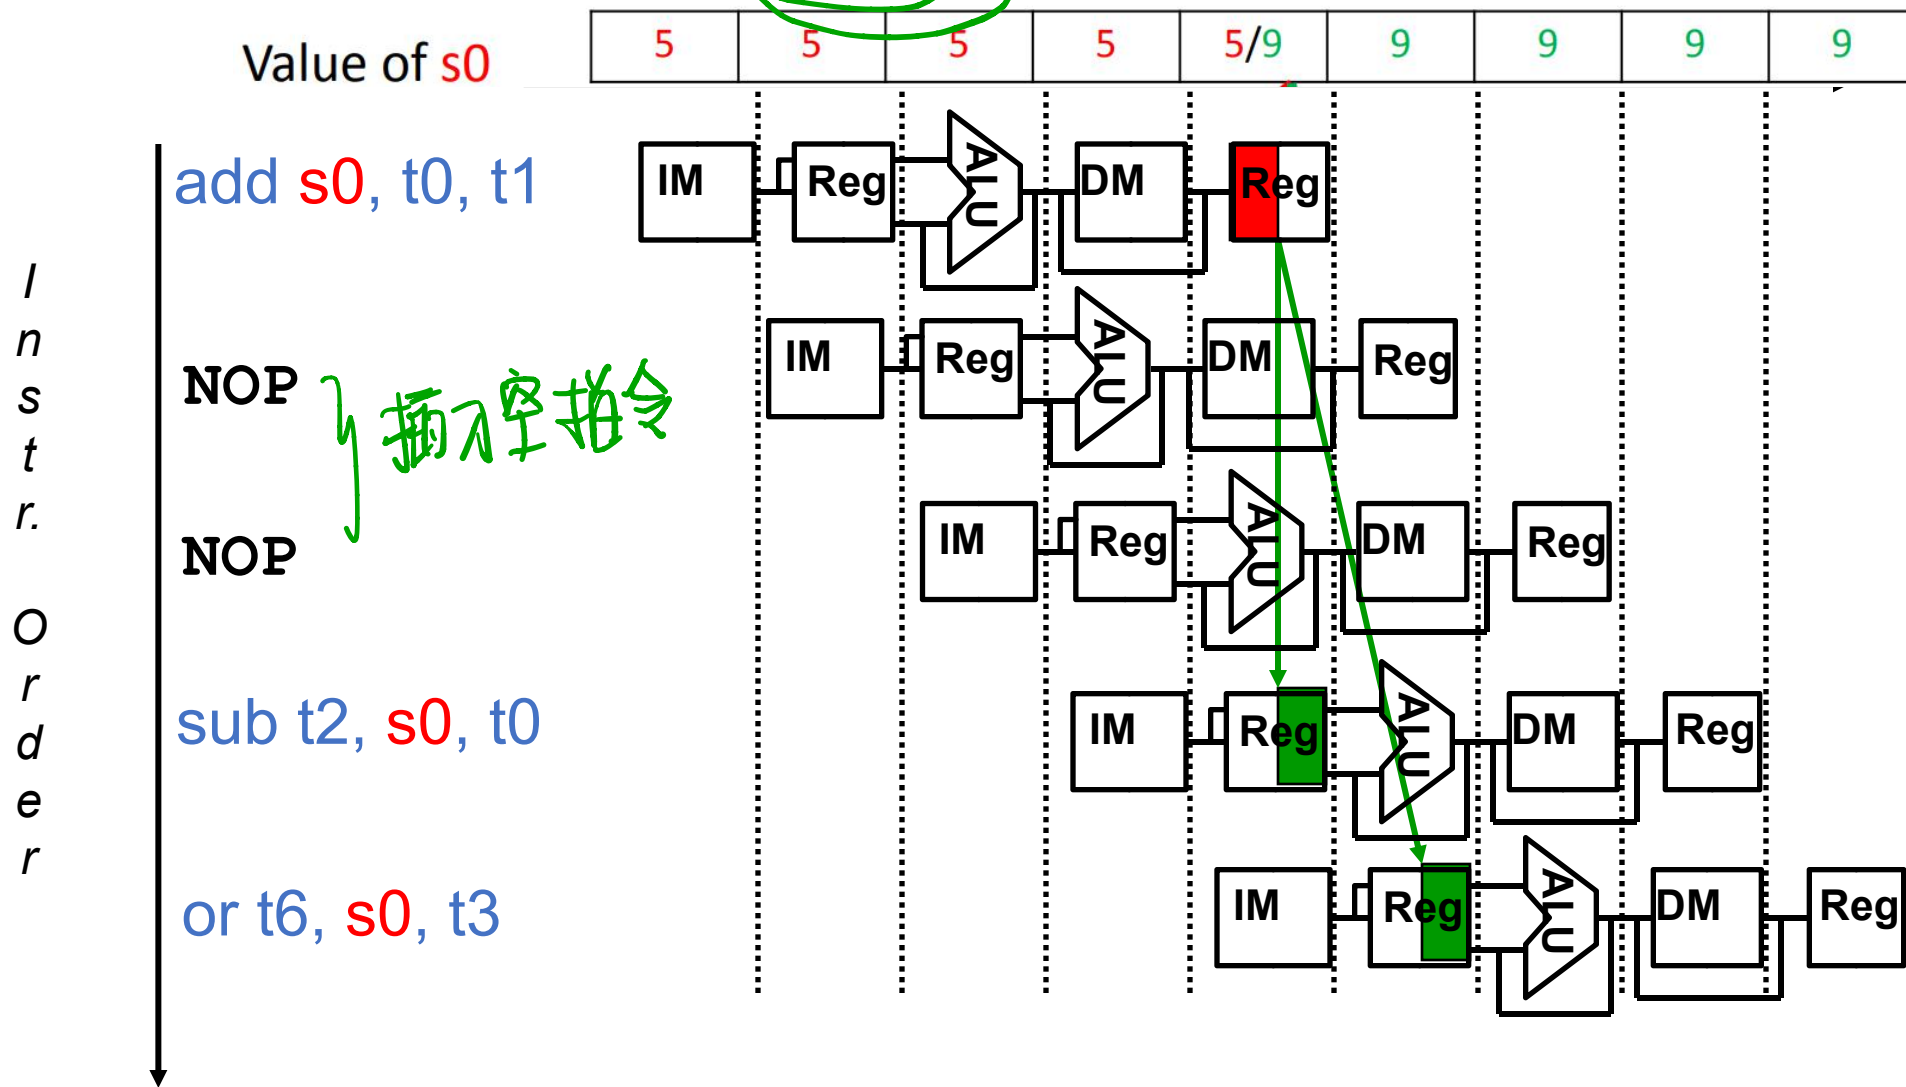 Value of s0 5 5 5 5 5/9 9 9 9 9
add s0, t0, t1 IM Reg ALU DM Reg
NOP IM Reg ALU DM Reg
插入空指令
NOP IM Reg ALU DM Reg
sub t2, s0, t0 IM Reg ALU DM Reg
or t6, s0, t3 IM Reg ALU DM Reg
Instr. Order